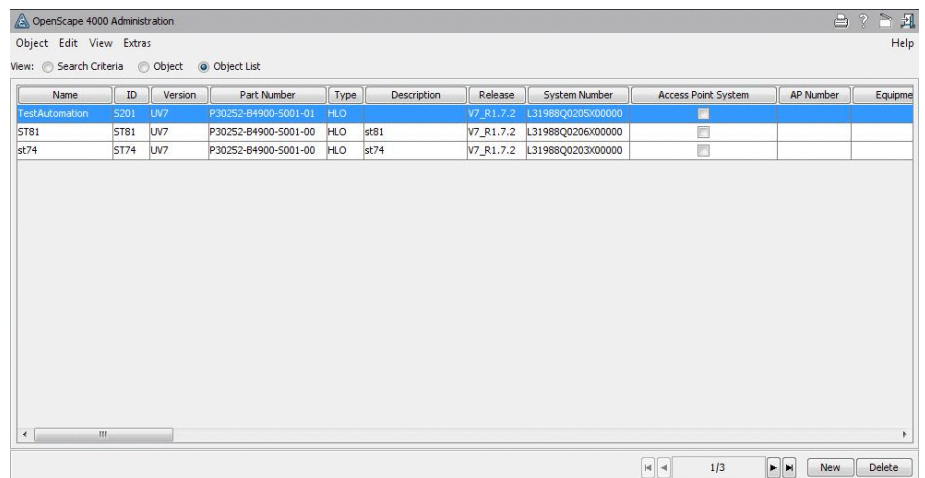 OpenScape 4000 Administration ?
Object Edit View Extras Help
View: Search Criteria Object Object List
Name ID Version Part Number Type Description Release System Number Access Point System AP Number Equipme
TestAutomation S201 UV7 P30252-B4900-S001-01 HLO V7_R1.7.2 L31988Q0205X00000
ST81 ST81 UV7 P30252-B4900-S001-00 HLO st81 V7_R1.7.2 L31988Q0206X00000
st74 ST74 UV7 P30252-B4900-S001-00 HLO st74 V7_R1.7.2 L31988Q0203X00000
1/3 New Delete